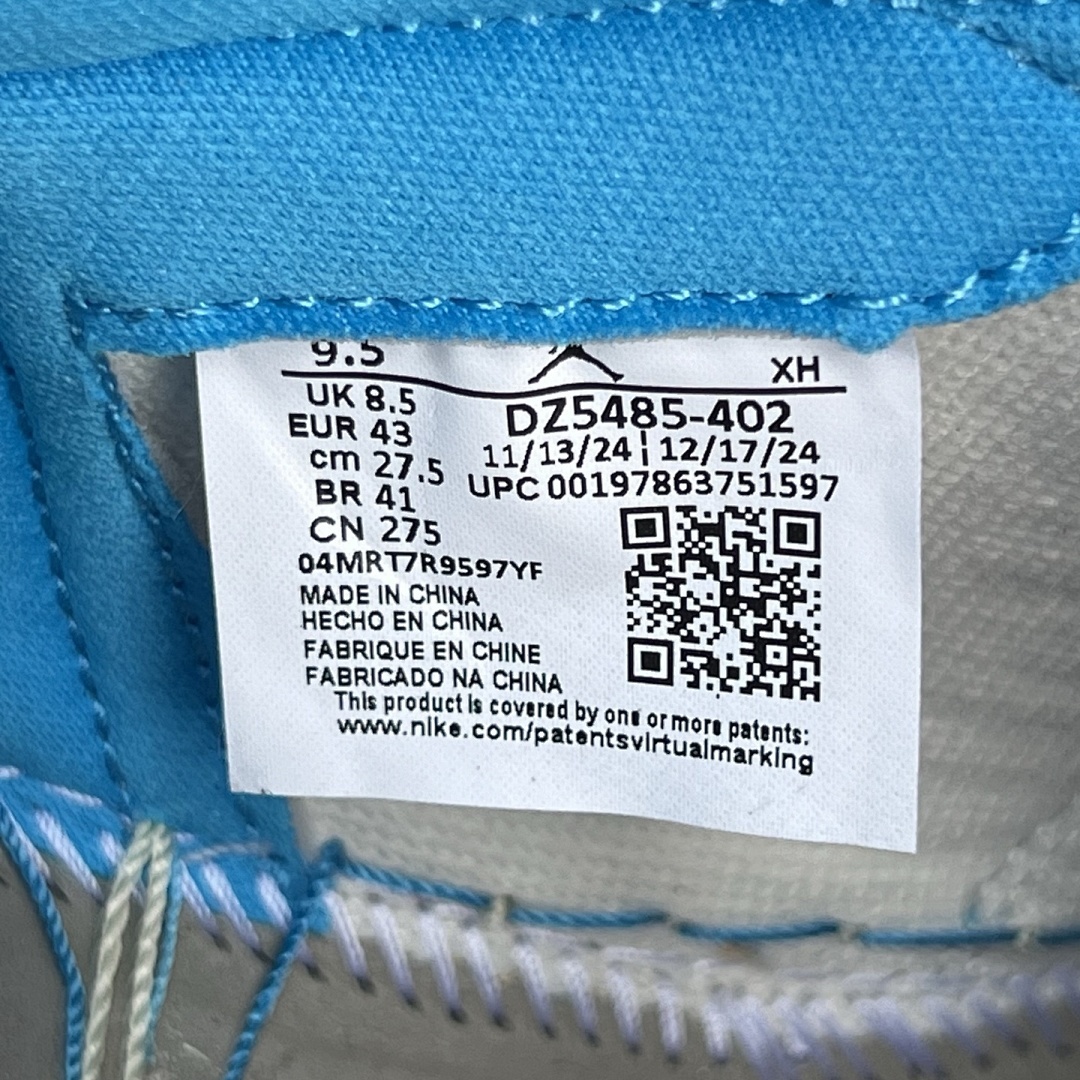 9.5
XH
UK 8.5
EUR 43
cm 27.5
BR 41
CN 275
DZ5485-402
11/13/24 | 12/17/24
UPC 00197863751597
04MRT7R9597YF
MADE IN CHINA
HECHO EN CHINA
FABRIQUE EN CHINE
FABRICADO NA CHINA
This product is covered by one or more patents:
www.nike.com/patentsvirtualmarking